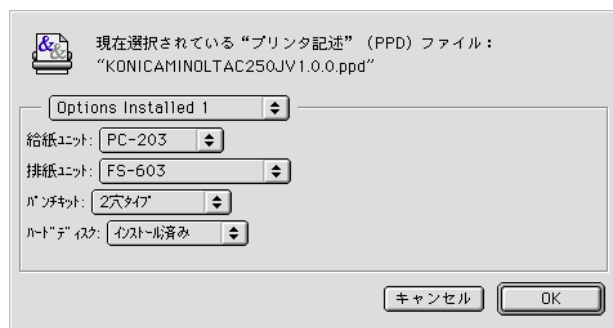 現在選択されている“プリンタ記述” (PPD) ファイル：
“KONICAMINOLTAC250JV1.0.0.ppd”
Options Installed 1
給紙ﾕﾆｯﾄ: PC-203
排紙ﾕﾆｯﾄ: FS-603
ﾊﾟﾝﾁｷｯﾄ: 2穴ﾀｲﾌﾟ
ﾊｰﾄﾞﾃﾞｨｽｸ: ｲﾝｽﾄｰﾙ済み
キャンセル OK